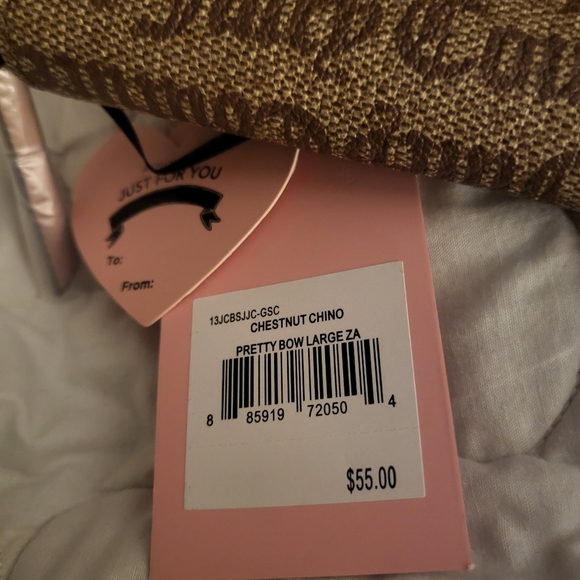 JUST FOR YOU
To:
From:
13JCBSJJC-GSC
CHESTNUT CHINO
PRETTY BOW LARGE ZA
8 85919 72050 4
$55.00